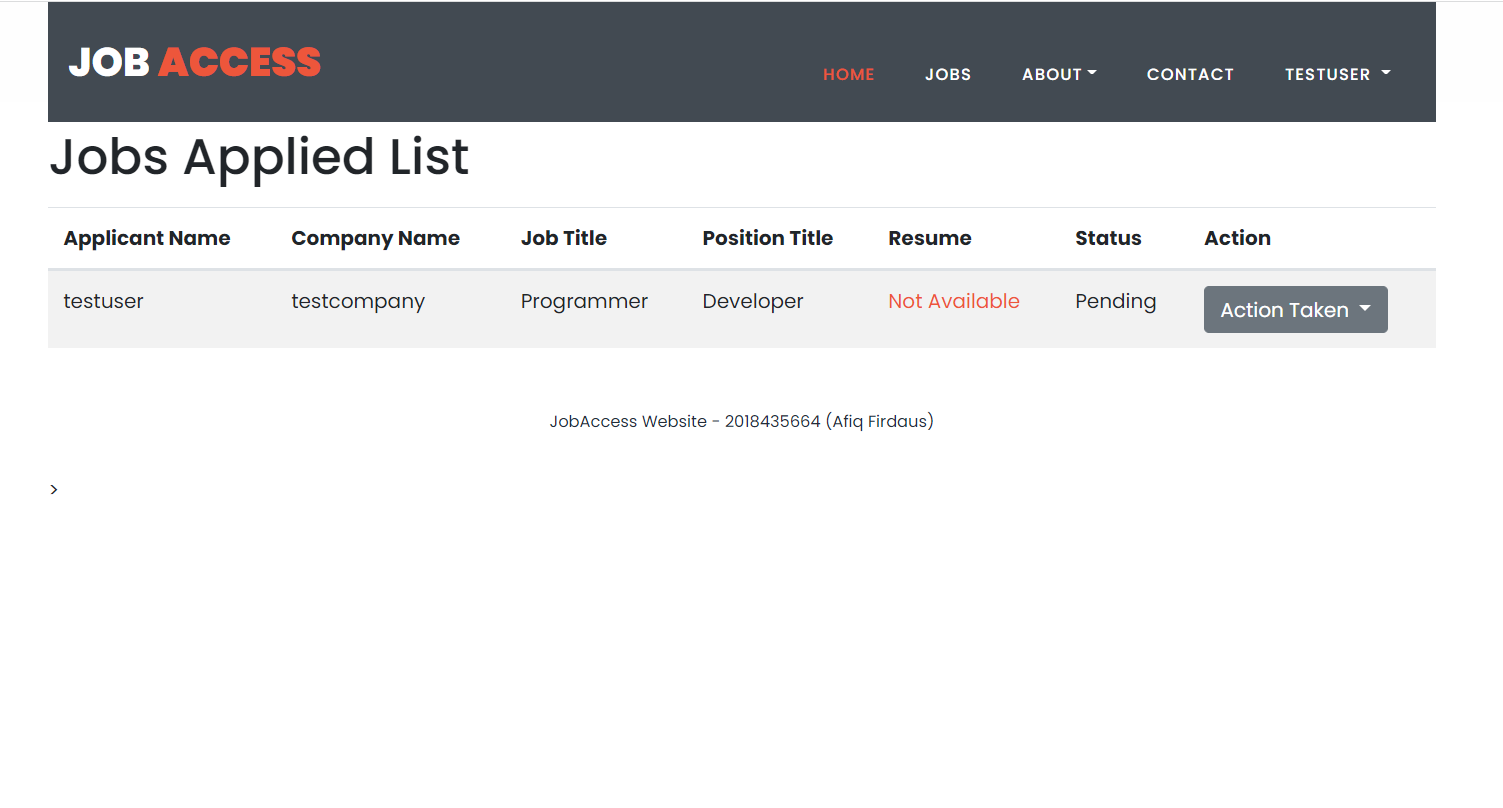 JOB ACCESS
HOME JOBS ABOUT CONTACT TESTUSER
Jobs Applied List
Applicant Name Company Name Job Title Position Title Resume Status Action
testuser testcompany Programmer Developer Not Available Pending Action Taken
JobAccess Website - 2018435664 (Afiq Firdaus)
>